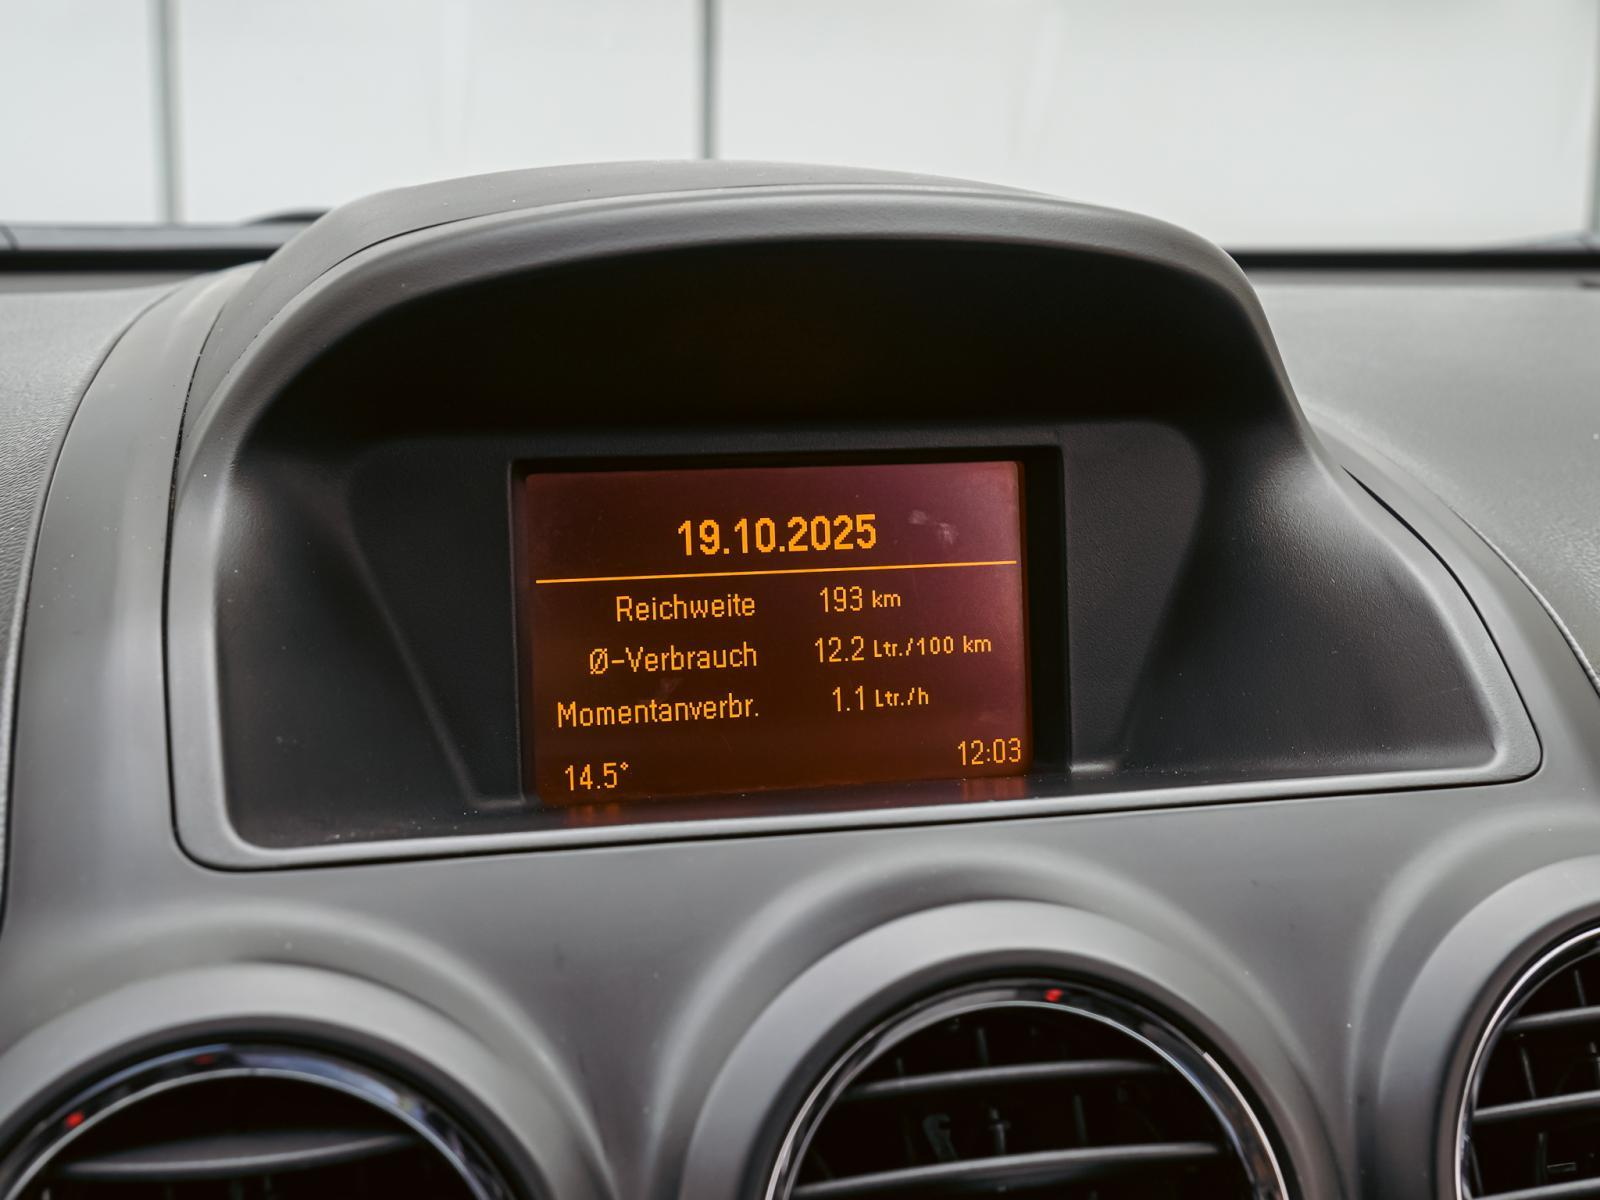 19.10.2025
Reichweite 193 km
Ø-Verbrauch 12.2 Ltr./100 km
Momentanverbr. 1.1 Ltr./h
14.5° 12:03